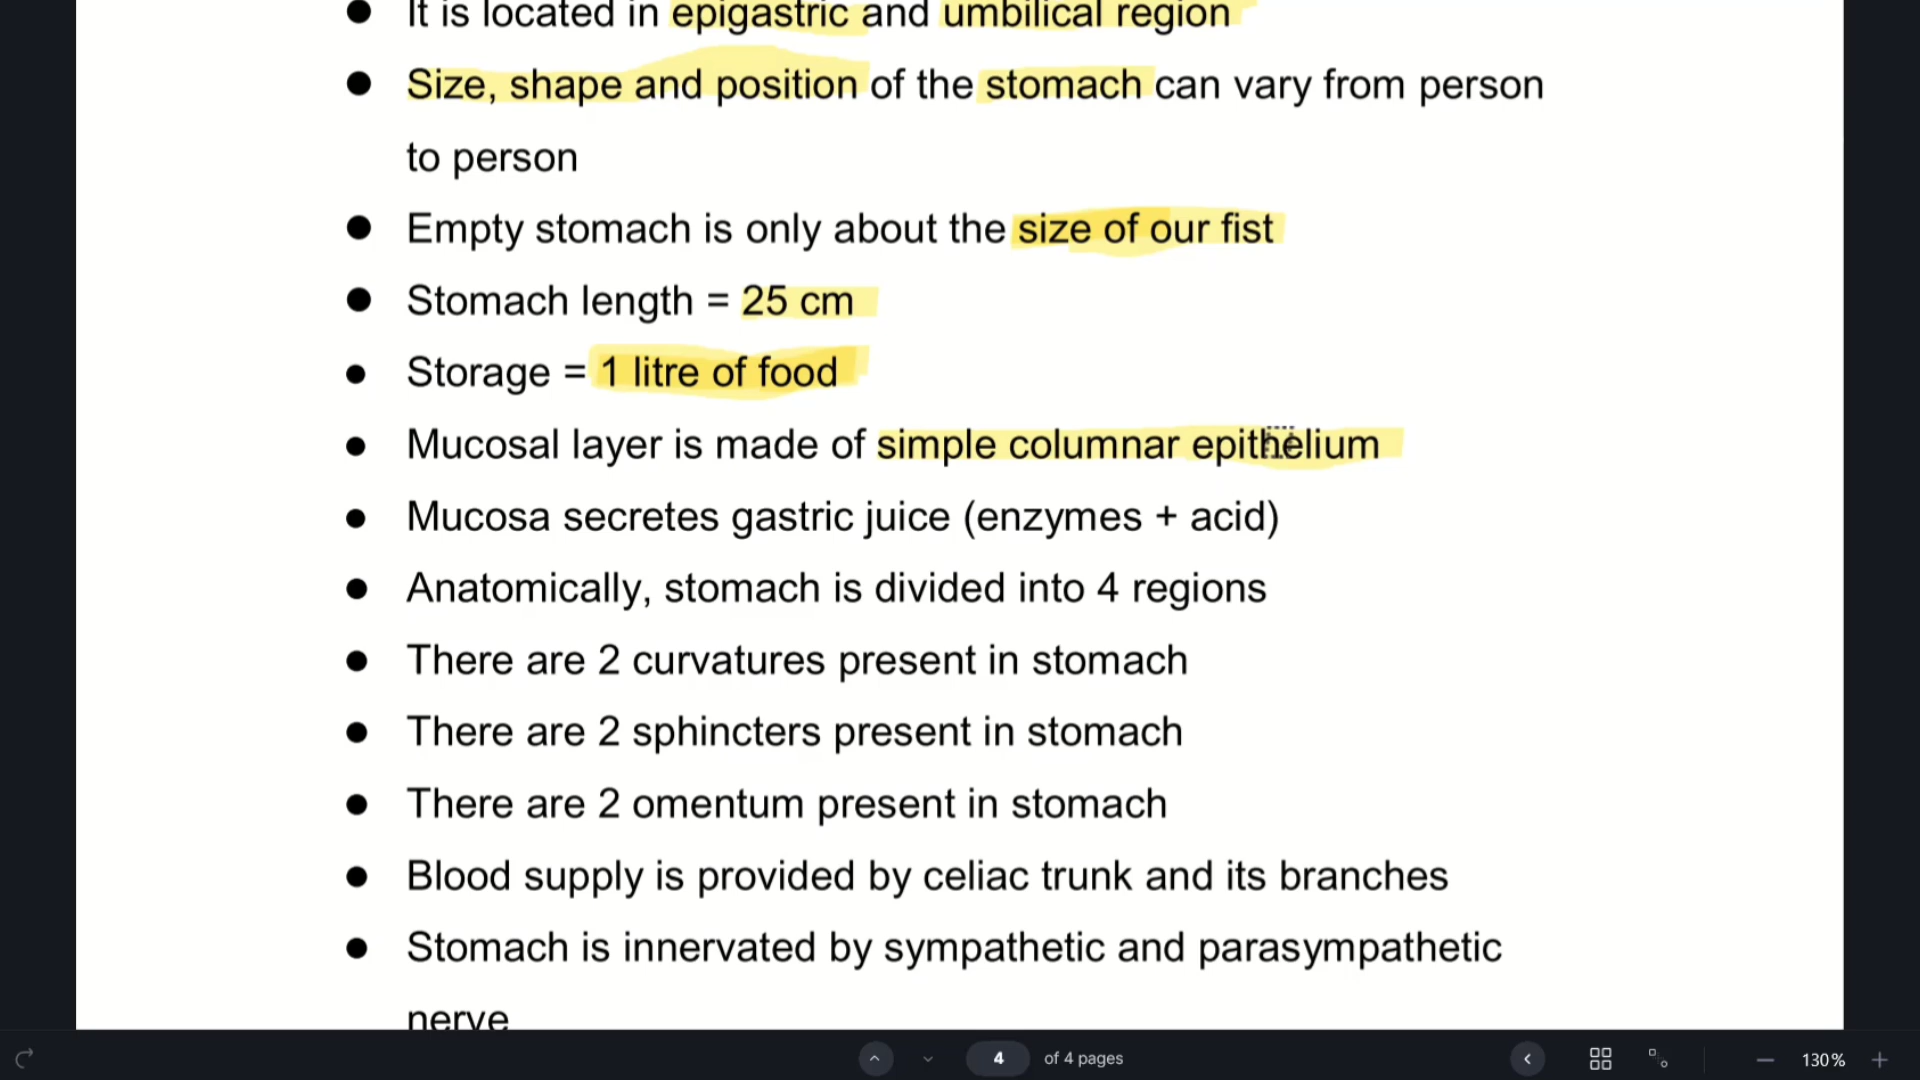 ● It is located in epigastric and umbilical region
● Size, shape and position of the stomach can vary from person
to person
● Empty stomach is only about the size of our fist
● Stomach length = 25 cm
● Storage = 1 litre of food
● Mucosal layer is made of simple columnar epithelium
● Mucosa secretes gastric juice (enzymes + acid)
● Anatomically, stomach is divided into 4 regions
● There are 2 curvatures present in stomach
● There are 2 sphincters present in stomach
● There are 2 omentum present in stomach
● Blood supply is provided by celiac trunk and its branches
● Stomach is innervated by sympathetic and parasympathetic
nerve
4 of 4 pages 130%